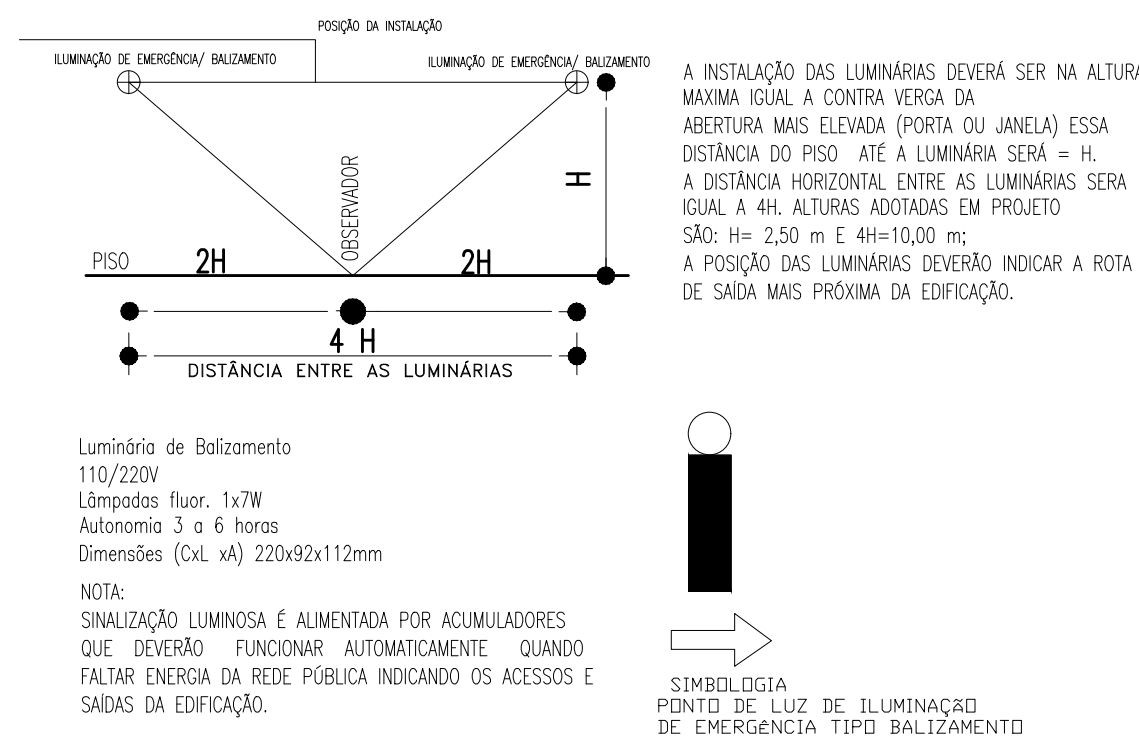 POSIÇÃO DA INSTALAÇÃO
ILUMINAÇÃO DE EMERGÊNCIA/ BALIZAMENTO
ILUMINAÇÃO DE EMERGÊNCIA/ BALIZAMENTO
OBSERVADOR
H
PISO
2H
2H
4 H
DISTÂNCIA ENTRE AS LUMINÁRIAS
A INSTALAÇÃO DAS LUMINÁRIAS DEVERÁ SER NA ALTURA
MAXIMA IGUAL A CONTRA VERGA DA
ABERTURA MAIS ELEVADA (PORTA OU JANELA) ESSA
DISTÂNCIA DO PISO ATÉ A LUMINÁRIA SERÁ = H.
A DISTÂNCIA HORIZONTAL ENTRE AS LUMINÁRIAS SERA
IGUAL A 4H. ALTURAS ADOTADAS EM PROJETO
SÃO: H= 2,50 m E 4H=10,00 m;
A POSIÇÃO DAS LUMINÁRIAS DEVERÃO INDICAR A ROTA
DE SAÍDA MAIS PRÓXIMA DA EDIFICAÇÃO.
Luminária de Balizamento
110/220V
Lâmpadas fluor. 1x7W
Autonomia 3 a 6 horas
Dimensões (CxL xA) 220x92x112mm
NOTA:
SINALIZAÇÃO LUMINOSA É ALIMENTADA POR ACUMULADORES
QUE DEVERÃO FUNCIONAR AUTOMATICAMENTE QUANDO
FALTAR ENERGIA DA REDE PÚBLICA INDICANDO OS ACESSOS E
SAÍDAS DA EDIFICAÇÃO.
SIMBOLOGIA
PONTO DE LUZ DE ILUMINAÇÃO
DE EMERGÊNCIA TIPO BALIZAMENTO